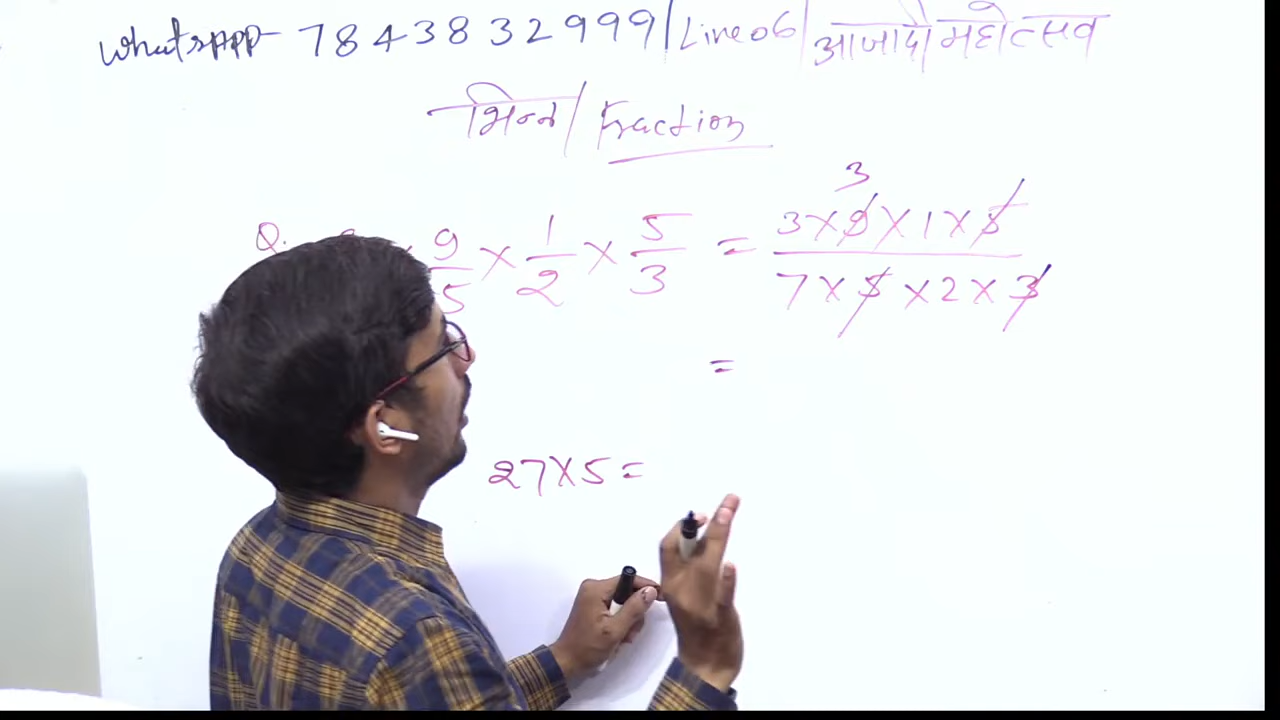 whatsapp - 7843832999 | Line 06 | आजादी महोत्सव
भिन्न / Fraction
3
Q. 9/5 × 1/2 × 5/3 = 3×9×1×5 / 7×5×2×3
=
27×5=